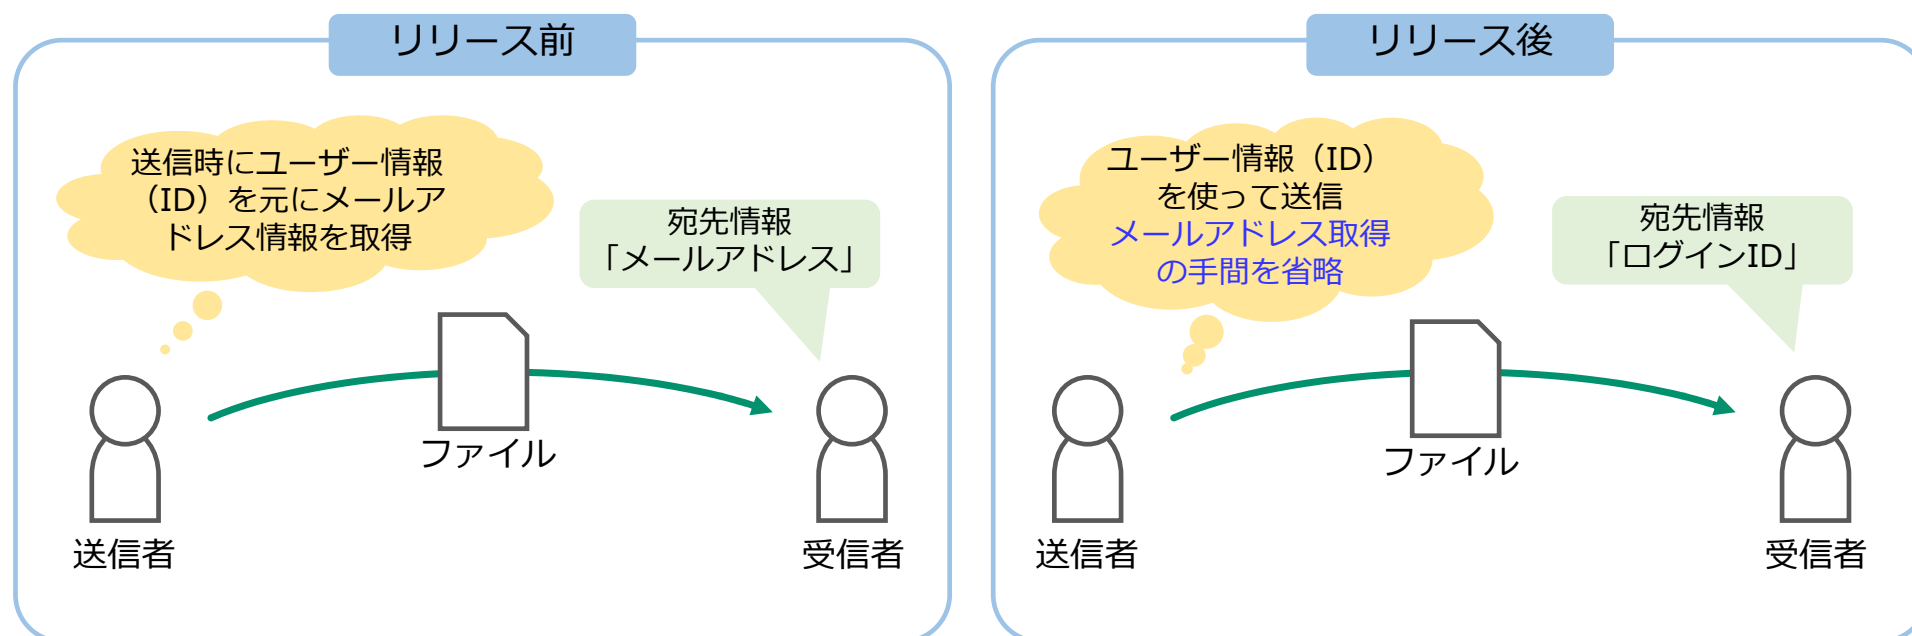 リリース前
送信時にユーザー情報
（ID）を元にメールア
ドレス情報を取得
宛先情報
「メールアドレス」
ファイル
送信者
受信者
リリース後
ユーザー情報（ID）
を使って送信
メールアドレス取得
の手間を省略
宛先情報
「ログインID」
ファイル
送信者
受信者